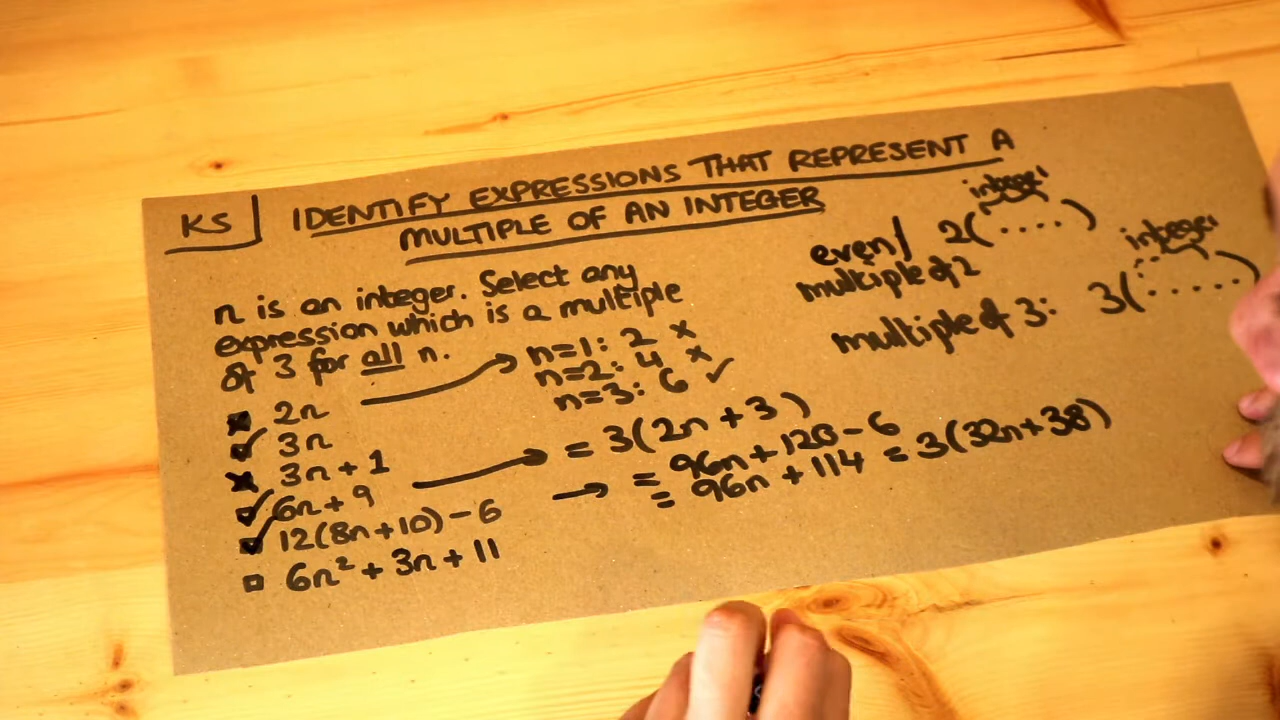 KS
IDENTIFY EXPRESSIONS THAT REPRESENT A
MULTIPLE OF AN INTEGER
n is an integer. Select any
expression which is a multiple
of 3 for all n.
2n
3n
3n + 1
6n + 9
12(8n+10) - 6
6n² + 3n + 11
n=1: 2 ×
n=2: 4 ×
n=3: 6 ✓
= 3(2n + 3)
= 96n + 120 - 6
= 96n + 114 = 3(32n+38)
integer
even/ 2(....)
multiple of 2
integer
multiple of 3: 3(......)